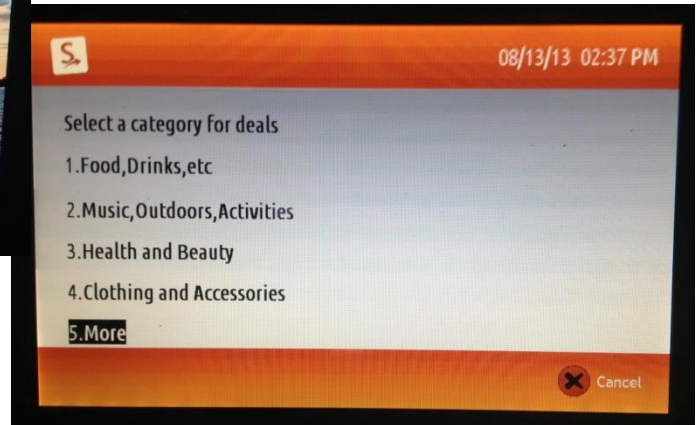 S
08/13/13 02:37 PM
Select a category for deals
1.Food,Drinks,etc
2.Music,Outdoors,Activities
3.Health and Beauty
4.Clothing and Accessories
5.More
Cancel